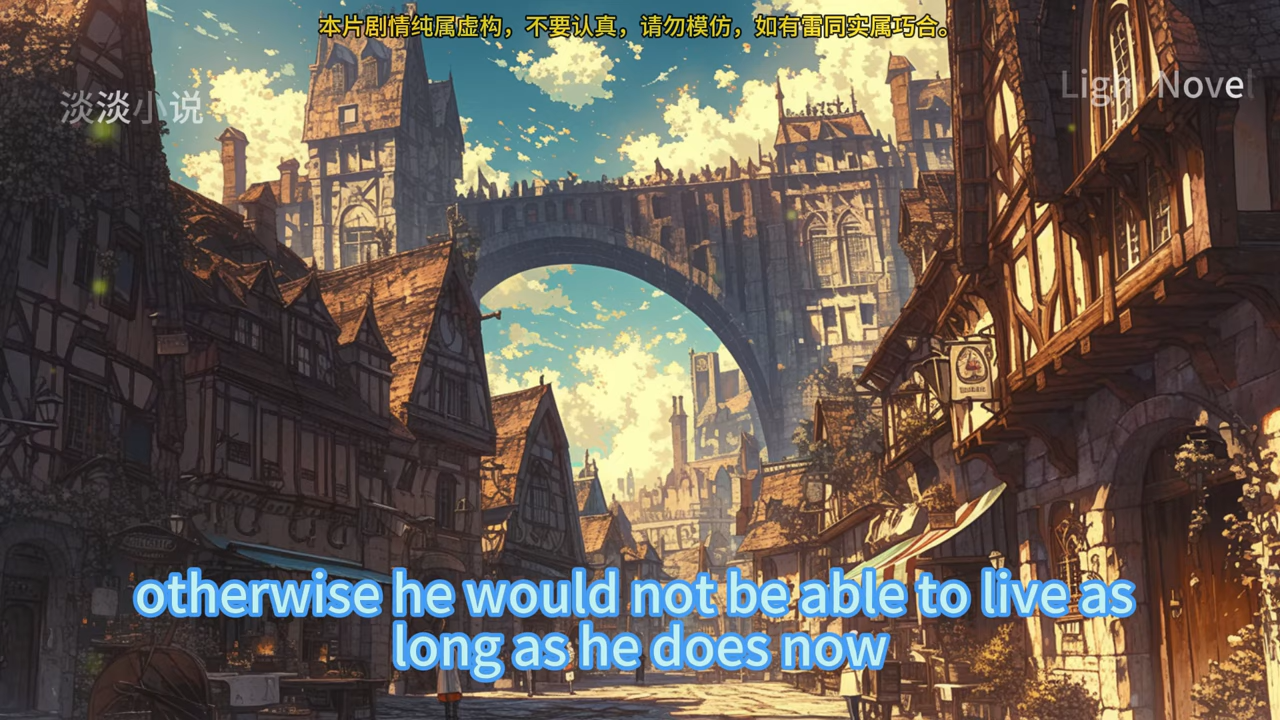 本片剧情纯属虚构，不要认真，请勿模仿，如有雷同实属巧合。
淡淡小说
Light Novel
otherwise he would not be able to live as
long as he does now